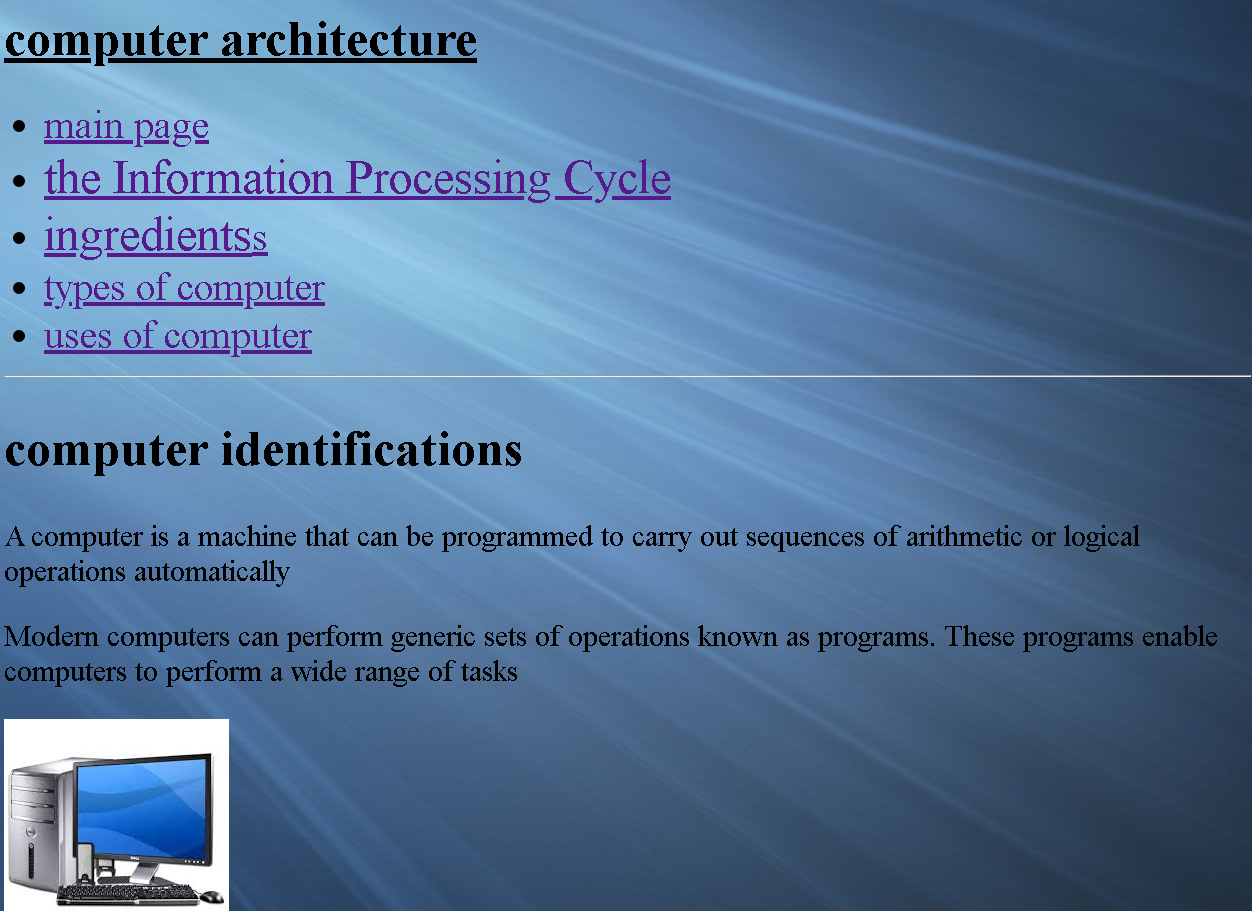 computer architecture
main page
the Information Processing Cycle
ingredientss
types of computer
uses of computer
computer identifications
A computer is a machine that can be programmed to carry out sequences of arithmetic or logical
operations automatically
Modern computers can perform generic sets of operations known as programs. These programs enable
computers to perform a wide range of tasks
DELL